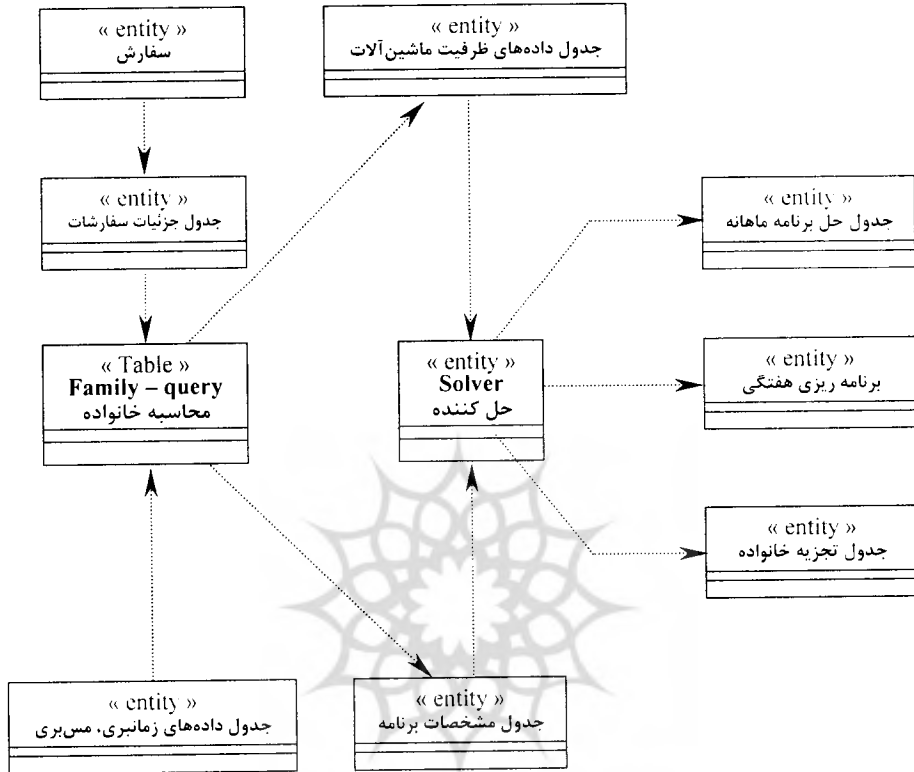 « entity »
سفارش
« entity »
جدول داده‌های ظرفیت ماشین‌آلات
« entity »
جدول جزئیات سفارشات
« entity »
جدول حل برنامه ماهانه
« Table »
Family – query
محاسبه خانواده
« entity »
Solver
حل کننده
« entity »
برنامه ریزی هفتگی
« entity »
جدول تجزیه خانواده
« entity »
جدول داده‌های زمانبری، مس‌بری
« entity »
جدول مشخصات برنامه